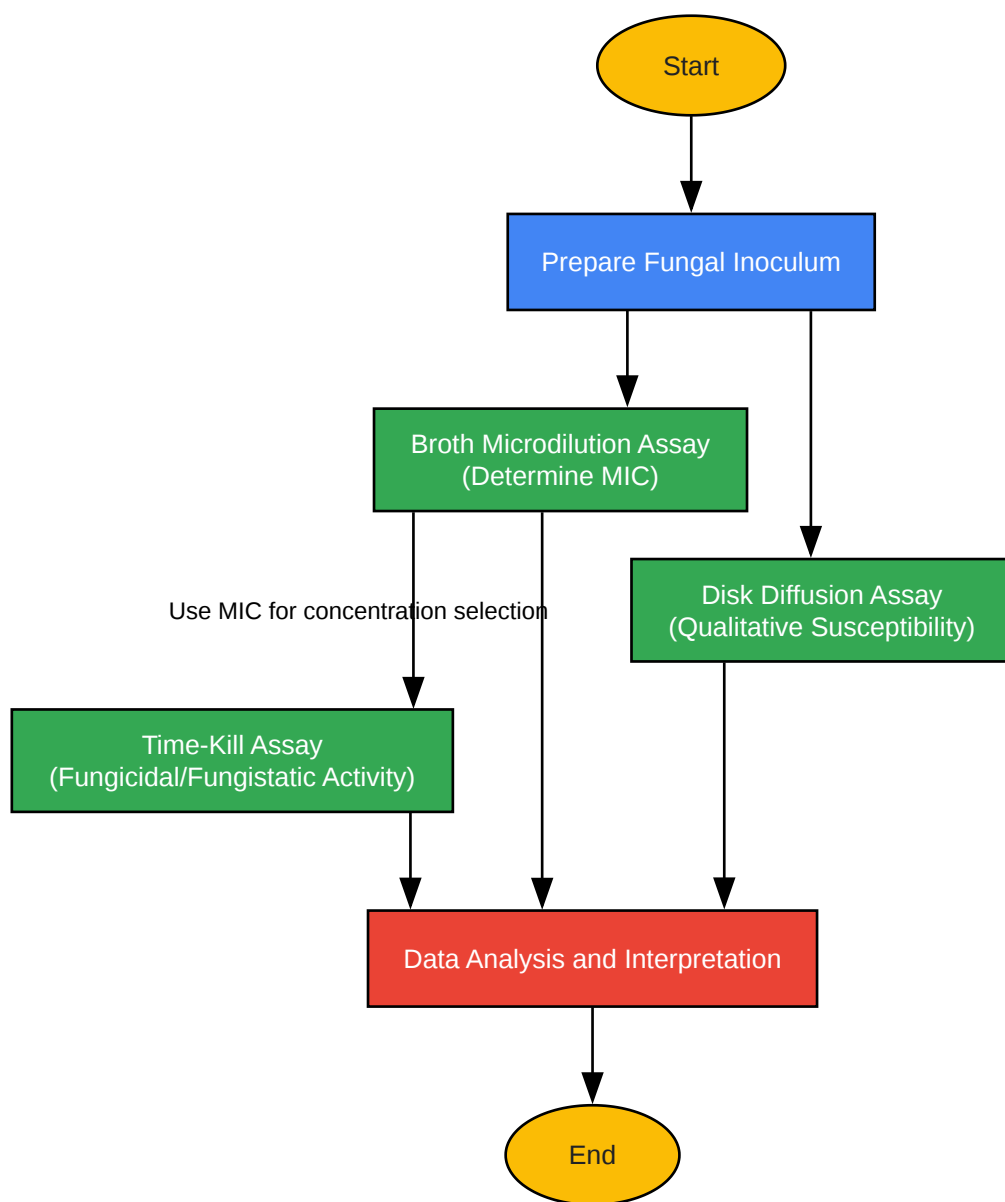 Start
Prepare Fungal Inoculum
Broth Microdilution Assay
(Determine MIC)
Use MIC for concentration selection
Disk Diffusion Assay
(Qualitative Susceptibility)
Time-Kill Assay
(Fungicidal/Fungistatic Activity)
Data Analysis and Interpretation
End